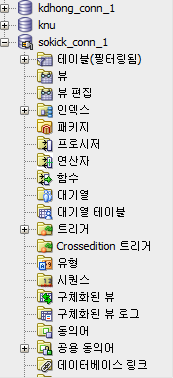 kdhong_conn_1
knu
sokick_conn_1
테이블(필터링됨)
뷰
뷰 편집
인덱스
패키지
프로시저
연산자
함수
대기열
대기열 테이블
트리거
Crossedition 트리거
유형
시퀀스
구체화된 뷰
구체화된 뷰 로그
동의어
공용 동의어
데이터베이스 링크